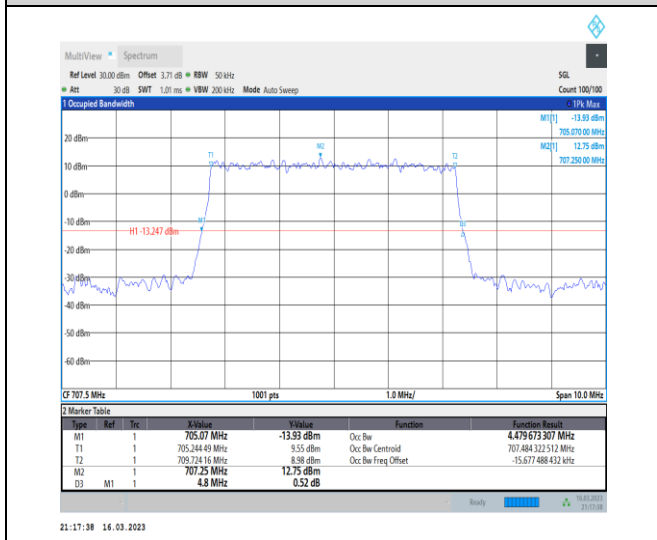 MultiView Spectrum
Ref Level 30.00 dBm Offset 3.71 dB RBW 50 kHz SGL
Att 30 dB SWT 1.01 ms VBW 200 kHz Mode Auto Sweep Count 100/100
1 Occupied Bandwidth 1Pk Max
M1[1] -13.93 dBm
705.070 00 MHz
M2[1] 12.75 dBm
707.250 00 MHz
20 dBm
T1 M2 T2
10 dBm
0 dBm
-10 dBm
M1
H1 -13.247 dBm
-20 dBm
-30 dBm
-40 dBm
-50 dBm
-60 dBm
CF 707.5 MHz 1001 pts 1.0 MHz/ Span 10.0 MHz
2 Marker Table
Type Ref Trc X-Value Y-Value Function Function Result
M1 1 705.07 MHz -13.93 dBm Occ Bw 4.479 673 307 MHz
T1 1 705.244 49 MHz 9.55 dBm Occ Bw Centroid 707.484 322 512 MHz
T2 1 709.724 16 MHz 8.98 dBm Occ Bw Freq Offset -15.677 488 432 kHz
M2 1 707.25 MHz 12.75 dBm
D3 M1 1 4.8 MHz 0.52 dB
Ready 16.03.2023
21:17:38
21:17:38 16.03.2023